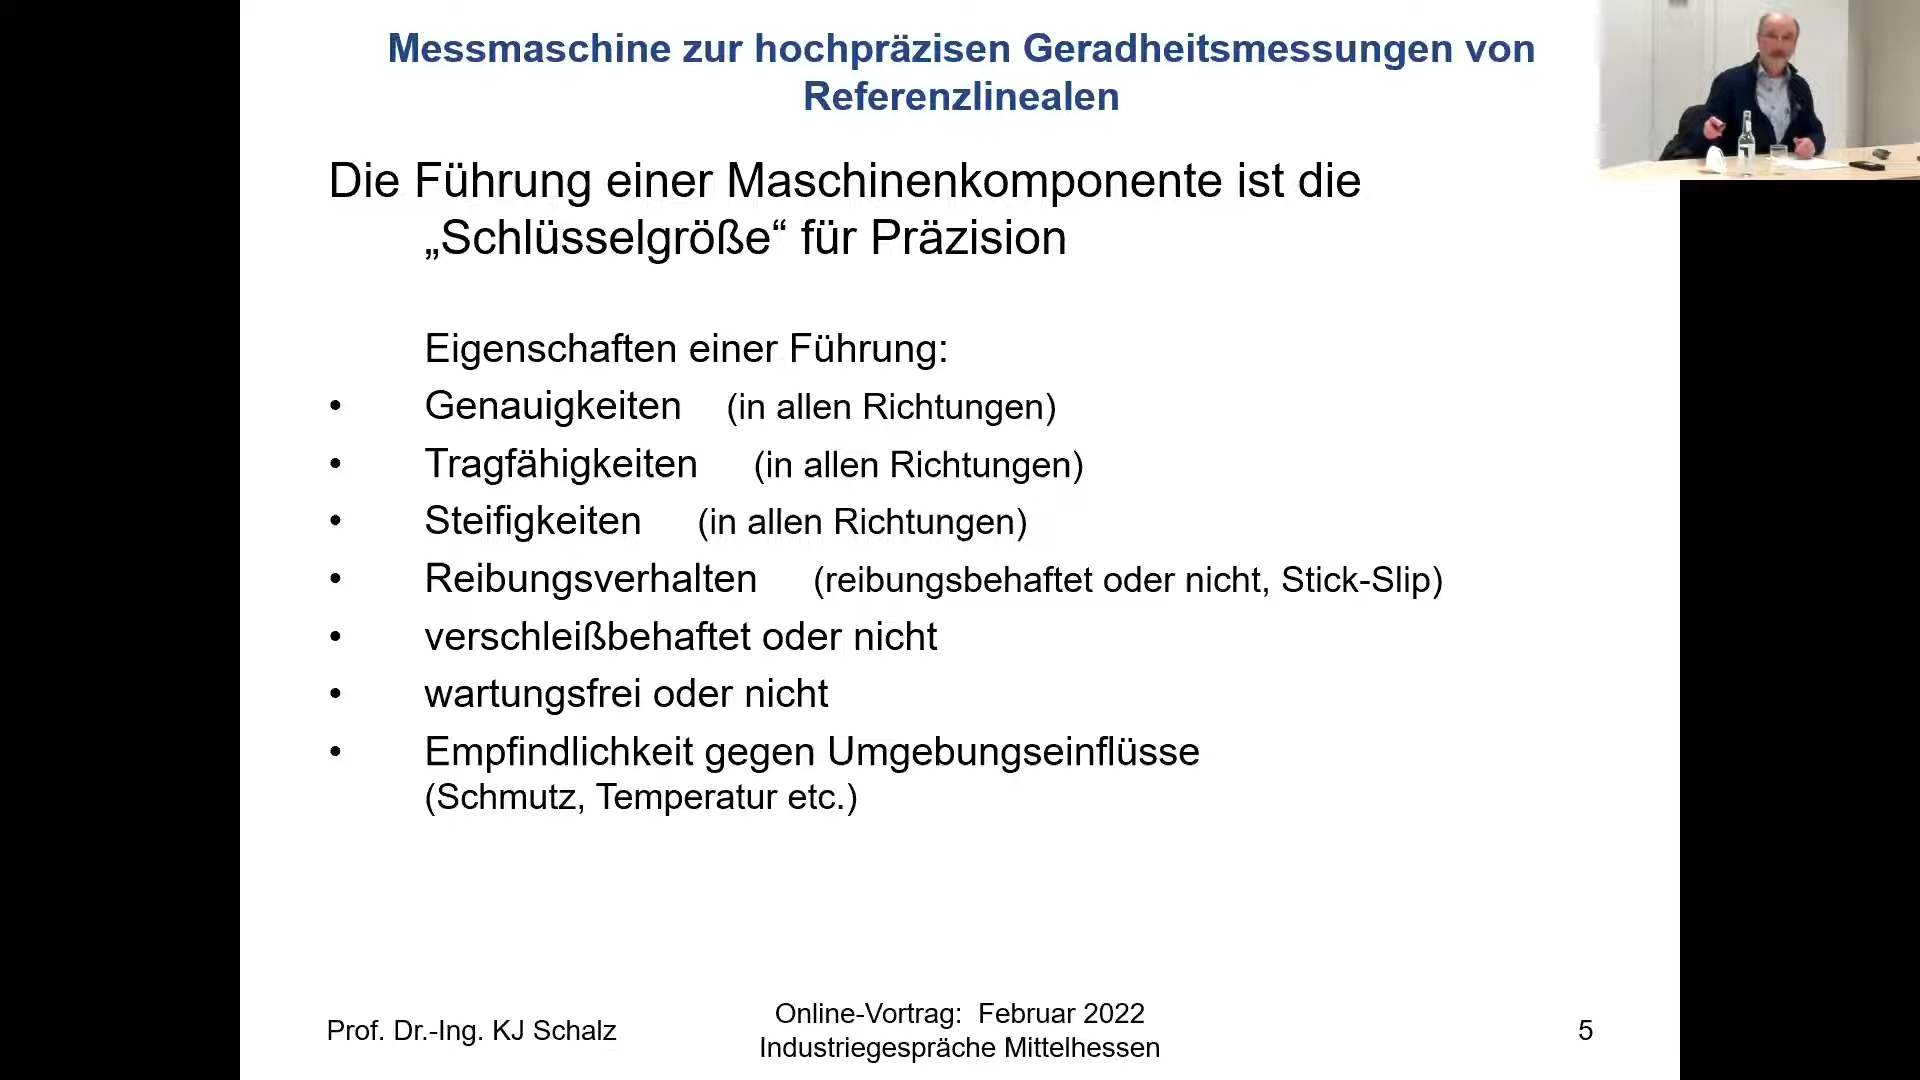 Messmaschine zur hochpräzisen Geradheitsmessungen von
Referenzlinealen
Die Führung einer Maschinenkomponente ist die
„Schlüsselgröße“ für Präzision
Eigenschaften einer Führung:
• Genauigkeiten (in allen Richtungen)
• Tragfähigkeiten (in allen Richtungen)
• Steifigkeiten (in allen Richtungen)
• Reibungsverhalten (reibungsbehaftet oder nicht, Stick-Slip)
• verschleißbehaftet oder nicht
• wartungsfrei oder nicht
• Empfindlichkeit gegen Umgebungseinflüsse
(Schmutz, Temperatur etc.)
Prof. Dr.-Ing. KJ Schalz
Online-Vortrag: Februar 2022
Industriegespräche Mittelhessen
5